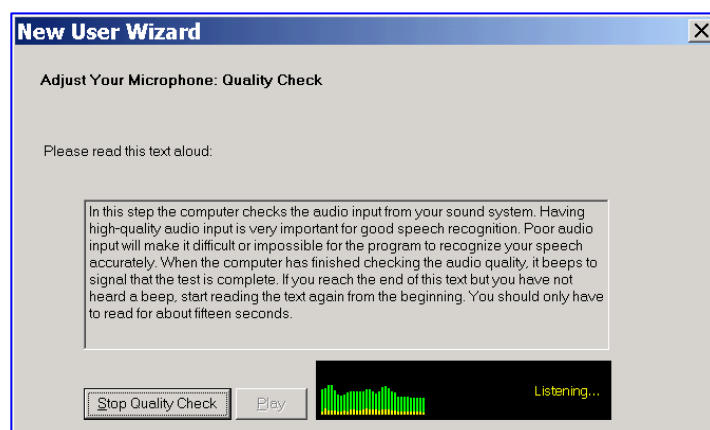 New User Wizard
Adjust Your Microphone: Quality Check
Please read this text aloud:
In this step the computer checks the audio input from your sound system. Having
high-quality audio input is very important for good speech recognition. Poor audio
input will make it difficult or impossible for the program to recognize your speech
accurately. When the computer has finished checking the audio quality, it beeps to
signal that the test is complete. If you reach the end of this text but you have not
heard a beep, start reading the text again from the beginning. You should only have
to read for about fifteen seconds.
Listening...
Stop Quality Check
Play